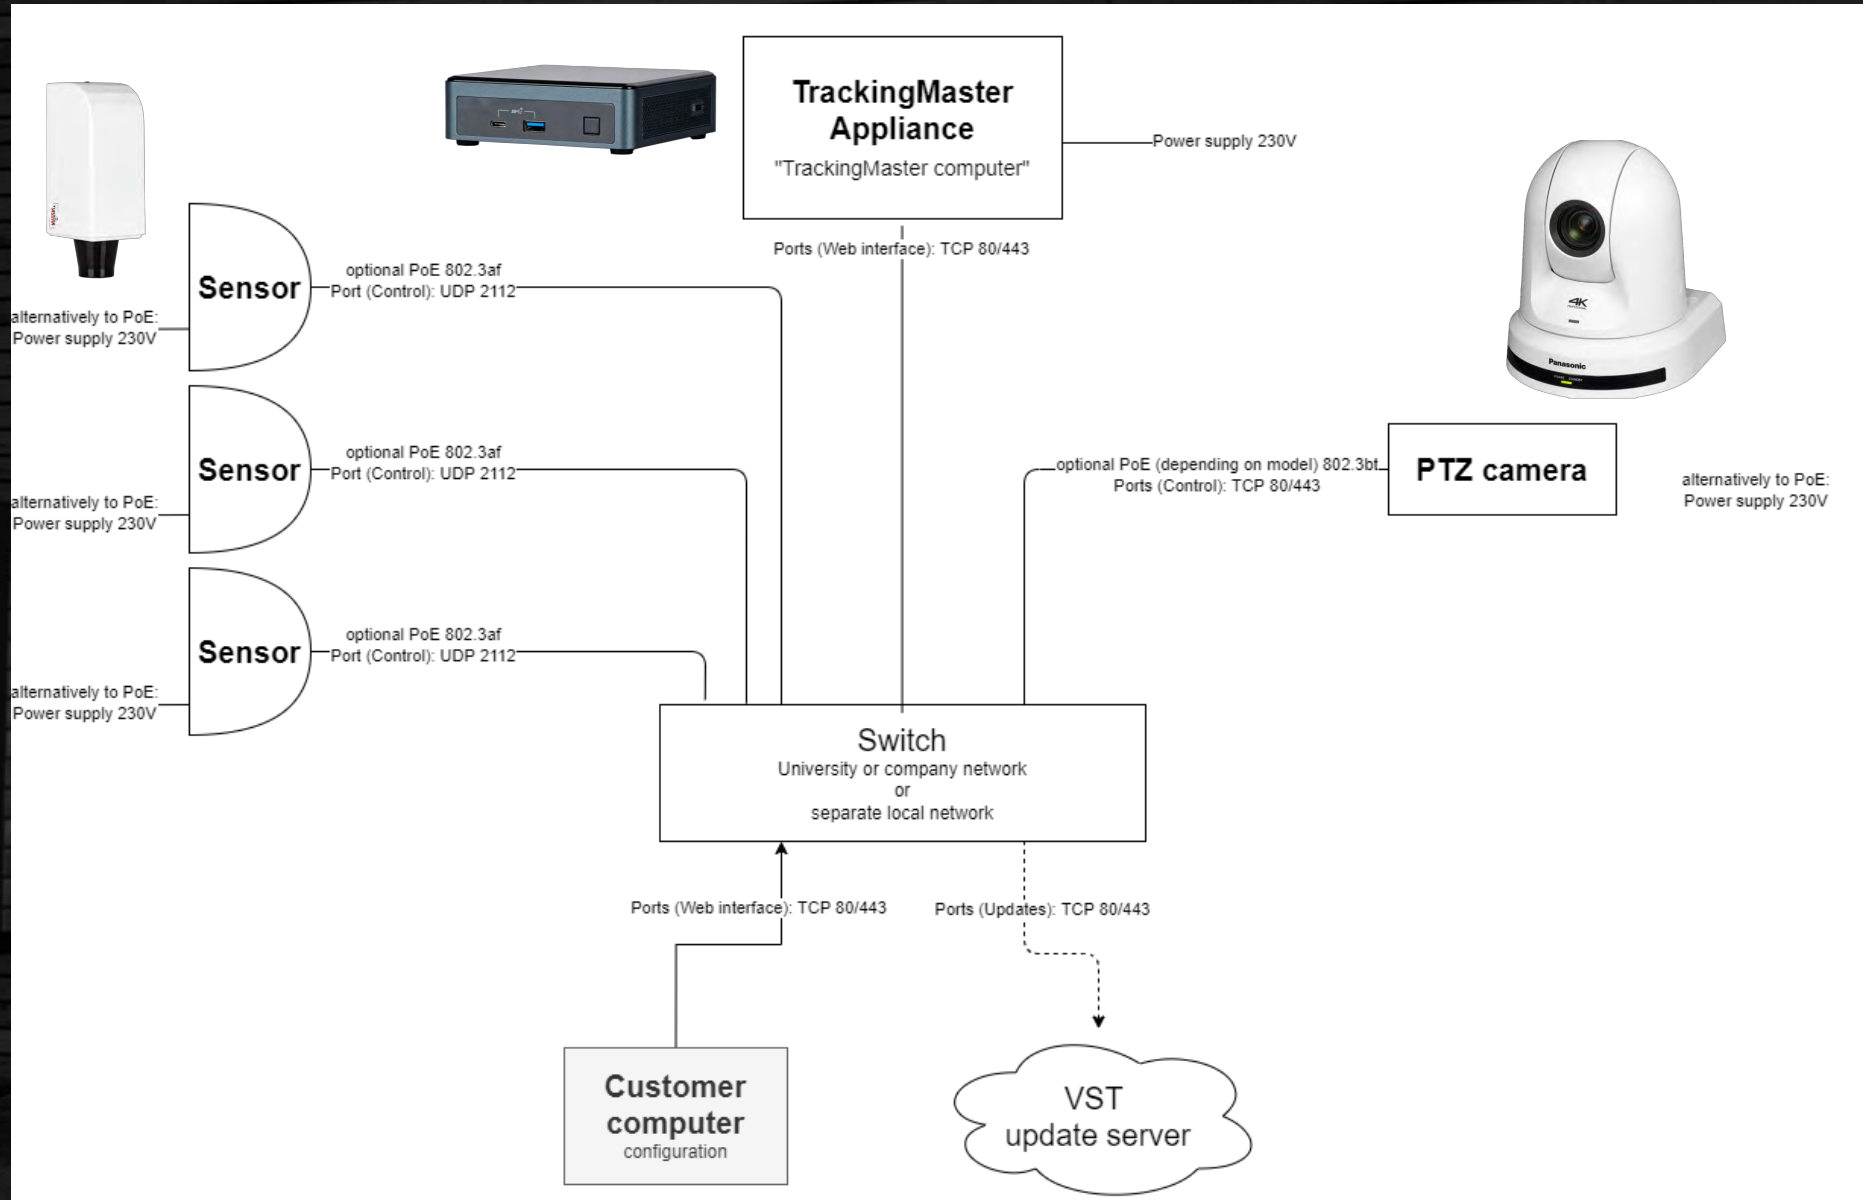 TrackingMaster
Appliance
"TrackingMaster computer"
Power supply 230V
Ports (Web interface): TCP 80/443
Sensor
optional PoE 802.3af
Port (Control): UDP 2112
alternatively to PoE:
Power supply 230V
4K
Panasonic
Sensor
optional PoE 802.3af
Port (Control): UDP 2112
alternatively to PoE:
Power supply 230V
optional PoE (depending on model) 802.3bt
Ports (Control): TCP 80/443
PTZ camera
alternatively to PoE:
Power supply 230V
Sensor
optional PoE 802.3af
Port (Control): UDP 2112
alternatively to PoE:
Power supply 230V
Switch
University or company network
or
separate local network
Ports (Web interface): TCP 80/443
Ports (Updates): TCP 80/443
Customer
computer
configuration
VST
update server